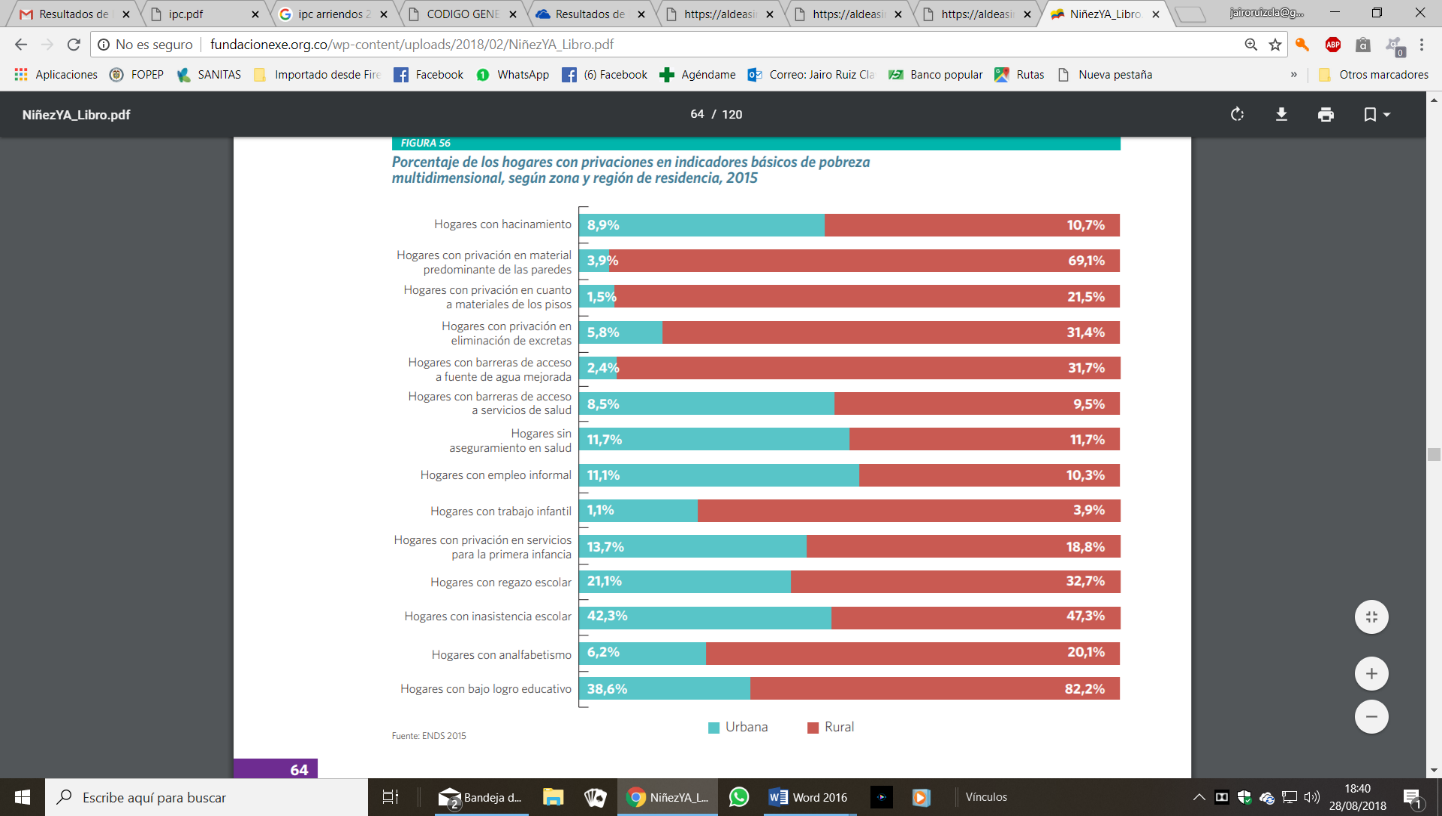 Resultados de
ipc.pdf
ipc arriendos 2
CODIGO GENE
Resultados de
https://aldeasi
https://aldeasi
https://aldeasi
NiñezYA_Libro.
jairoruizcla@g...
No es seguro | fundacionexe.org.co/wp-content/uploads/2018/02/NiñezYA_Libro.pdf
ABP
a
0
Aplicaciones
FOPEP
SANITAS
Importado desde Fire
Facebook
WhatsApp
(6) Facebook
Agéndame
Correo: Jairo Ruiz Cla
Banco popular
Rutas
Nueva pestaña
»
Otros marcadores
NiñezYA_Libro.pdf
64 / 120
FIGURA 56
Porcentaje de los hogares con privaciones en indicadores básicos de pobreza
multidimensional, según zona y región de residencia, 2015
Hogares con hacinamiento 8,9% 10,7%
Hogares con privación en material
predominante de las paredes 3,9% 69,1%
Hogares con privación en cuanto
a materiales de los pisos 1,5% 21,5%
Hogares con privación en
eliminación de excretas 5,8% 31,4%
Hogares con barreras de acceso
a fuente de agua mejorada 2,4% 31,7%
Hogares con barreras de acceso
a servicios de salud 8,5% 9,5%
Hogares sin
aseguramiento en salud 11,7% 11,7%
Hogares con empleo informal 11,1% 10,3%
Hogares con trabajo infantil 1,1% 3,9%
Hogares con privación en servicios
para la primera infancia 13,7% 18,8%
Hogares con regazo escolar 21,1% 32,7%
Hogares con inasistencia escolar 42,3% 47,3%
Hogares con analfabetismo 6,2% 20,1%
Hogares con bajo logro educativo 38,6% 82,2%
Urbana Rural
Fuente: ENDS 2015
64
Escribe aquí para buscar
2
Bandeja d...
NiñezYA_L...
Word 2016
Vínculos
18:40
28/08/2018
1